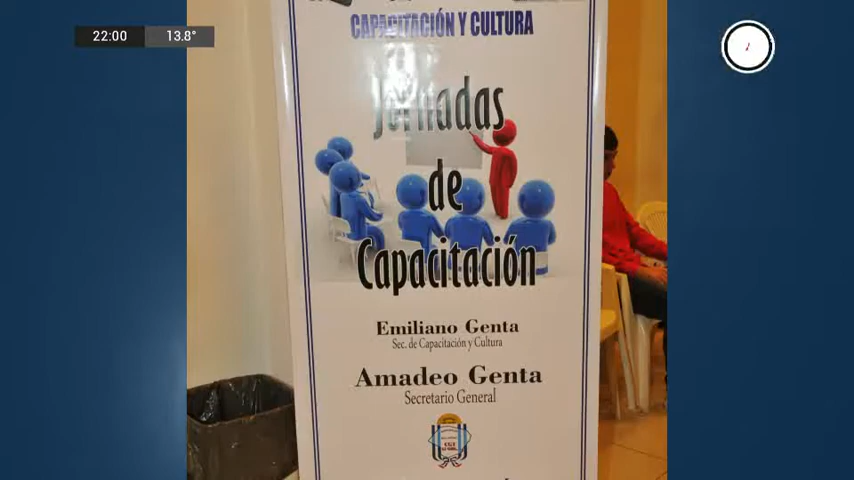 22:00 13.8°
CAPACITACIÓN Y CULTURA
Jornadas
de
Capacitación
Emiliano Genta
Sec. de Capacitación y Cultura
Amadeo Genta
Secretario General